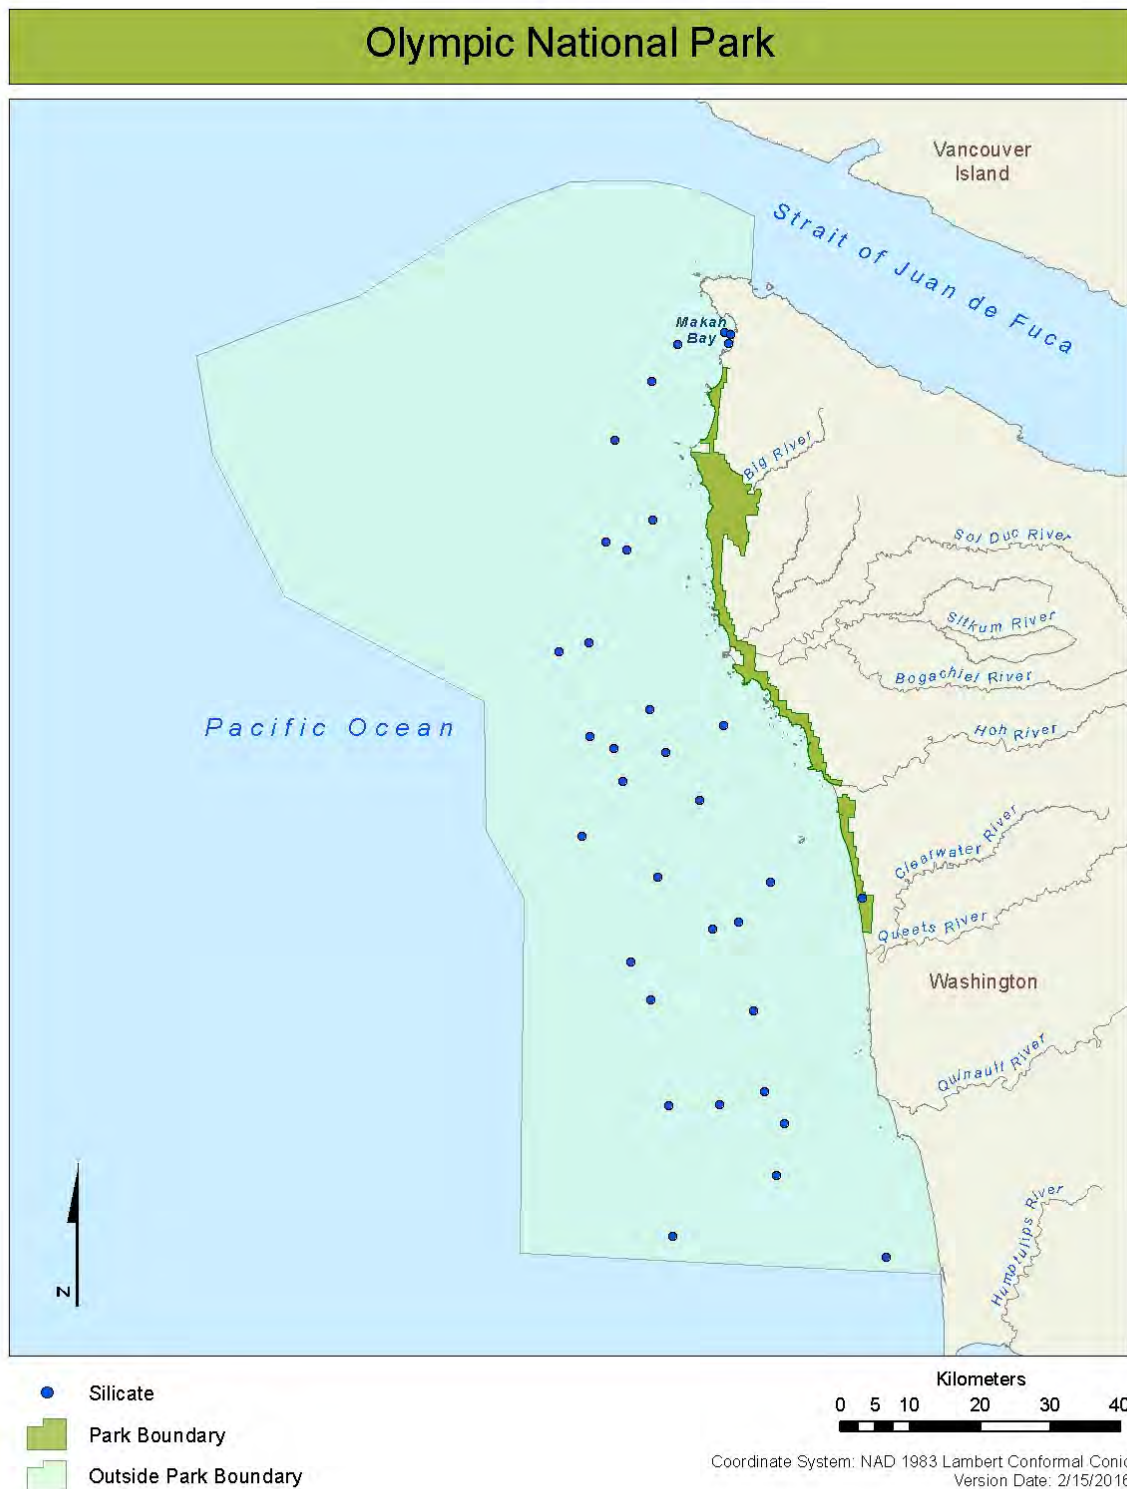 Olympic National Park
Vancouver
Island
Strait of Juan de Fuca
Makah
Bay
Big River
Sol Duc River
Sitkum River
Bogachiel River
Pacific Ocean
Hoh River
Clearwater River
Queets River
Washington
Quinault River
Humptulips River
N
Silicate
Park Boundary
Outside Park Boundary
Kilometers
0 5 10 20 30 40
Coordinate System: NAD 1983 Lambert Conformal Conic
Version Date: 2/15/2016